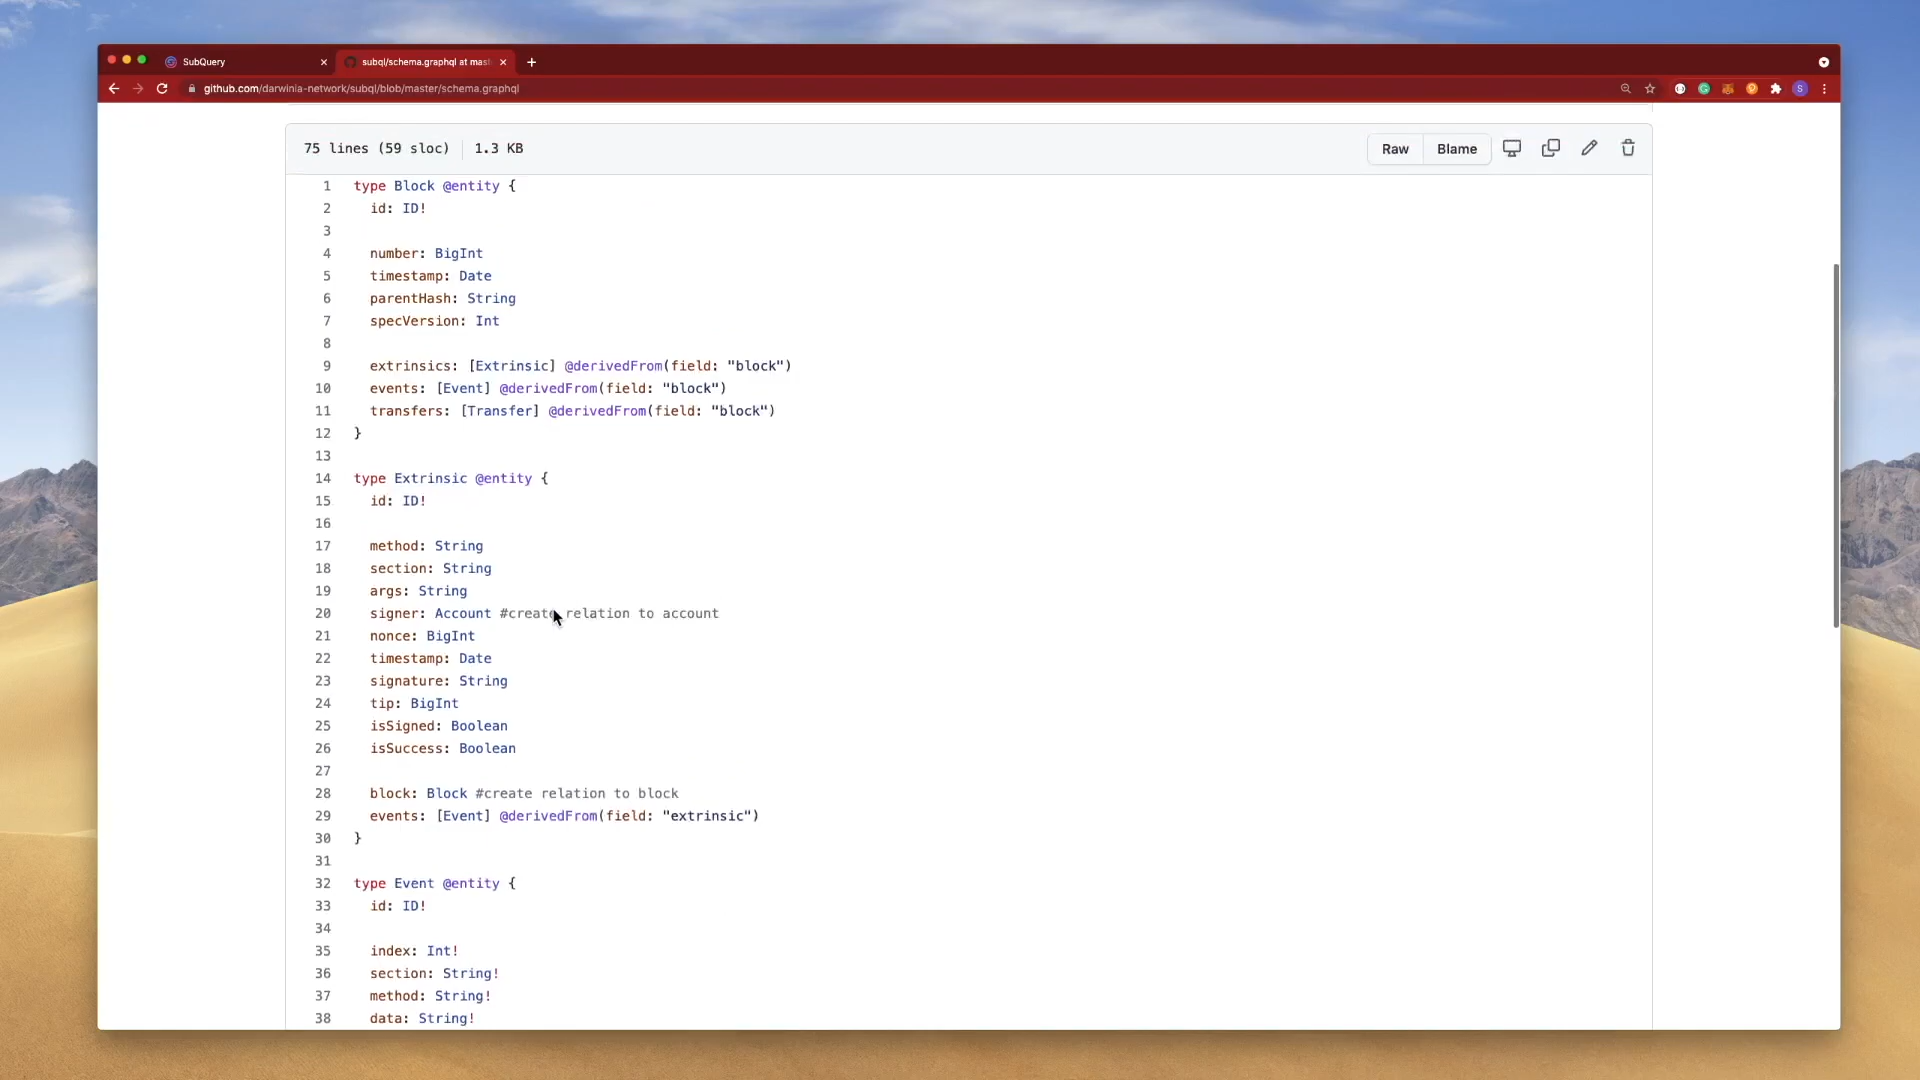 SubQuery
subql/schema.graphql at mast
github.com/darwinia-network/subql/blob/master/schema.graphql
S
75 lines (59 sloc) 1.3 KB
Raw Blame
1 type Block @entity {
2 id: ID!
3
4 number: BigInt
5 timestamp: Date
6 parentHash: String
7 specVersion: Int
8
9 extrinsics: [Extrinsic] @derivedFrom(field: "block")
10 events: [Event] @derivedFrom(field: "block")
11 transfers: [Transfer] @derivedFrom(field: "block")
12 }
13
14 type Extrinsic @entity {
15 id: ID!
16
17 method: String
18 section: String
19 args: String
20 signer: Account #create relation to account
21 nonce: BigInt
22 timestamp: Date
23 signature: String
24 tip: BigInt
25 isSigned: Boolean
26 isSuccess: Boolean
27
28 block: Block #create relation to block
29 events: [Event] @derivedFrom(field: "extrinsic")
30 }
31
32 type Event @entity {
33 id: ID!
34
35 index: Int!
36 section: String!
37 method: String!
38 data: String!